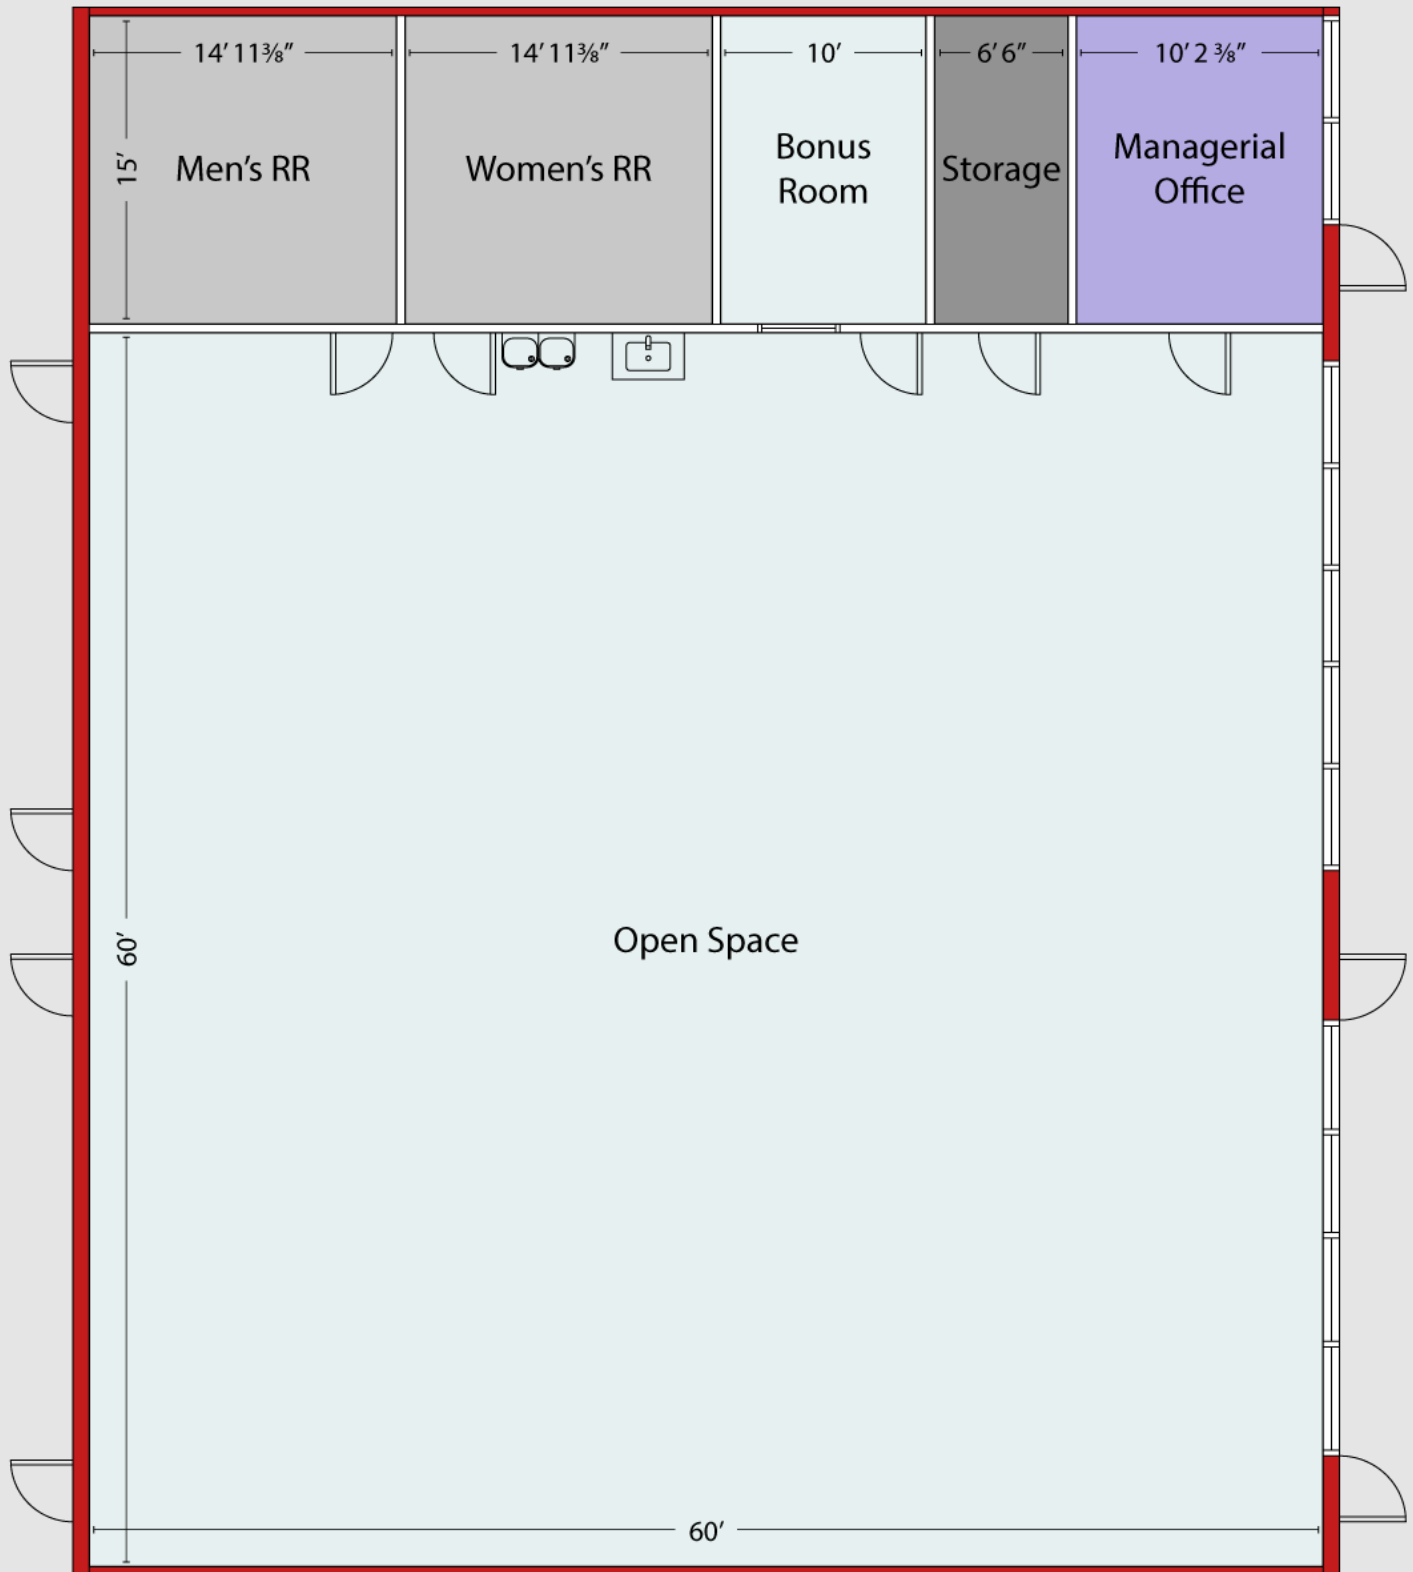 14′ 11⅜″
14′ 11⅜″
10′
6′ 6″
10′ 2 ⅜″
15′
Men’s RR
Women’s RR
Bonus
Room
Storage
Managerial
Office
60′
Open Space
60′